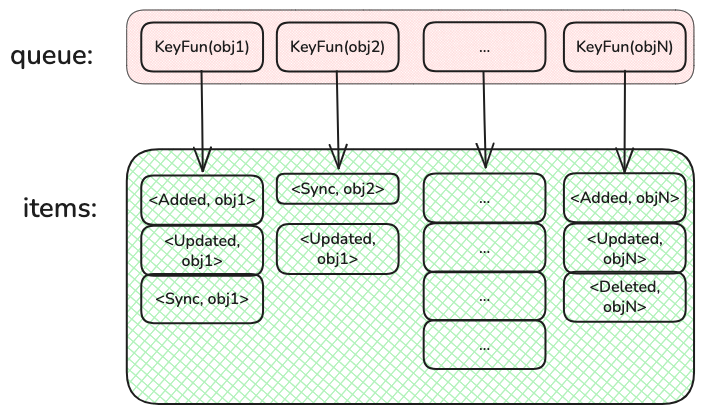 queue:
KeyFun(obj1)
KeyFun(obj2)
...
KeyFun(objN)
items:
<Added, obj1>
<Updated,
obj1>
<Sync, obj1>
<Sync, obj2>
<Updated,
obj1>
...
...
...
...
<Added, objN>
<Updated,
objN>
<Deleted,
objN>